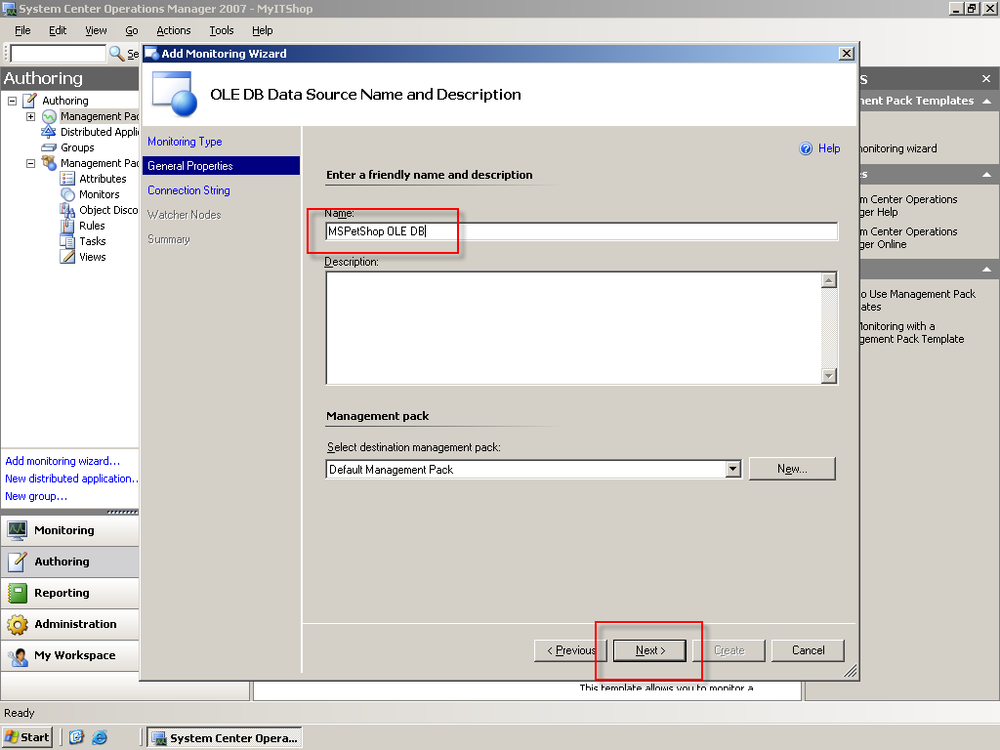 System Center Operations Manager 2007 - MyITShop
File Edit View Go Actions Tools Help
Se
Authoring
Authoring
Management Pac
Distributed Appli
Groups
Management Pac
Attributes
Monitors
Object Disco
Rules
Tasks
Views
Add monitoring wizard...
New distributed application..
New group...
Monitoring
Authoring
Reporting
Administration
My Workspace
Add Monitoring Wizard
OLE DB Data Source Name and Description
Monitoring Type
General Properties
Connection String
Watcher Nodes
Summary
Help
Enter a friendly name and description
Name:
MSPetShop OLE DB
Description:
Management pack
Select destination management pack:
Default Management Pack
New...
< Previous
Next >
Create
Cancel
This template allows you to monitor a
s
ent Pack Templates
onitoring wizard
es
m Center Operations
ger Help
m Center Operations
ger Online
o Use Management Pack
ates
Monitoring with a
gement Pack Template
Ready
Start
System Center Opera...